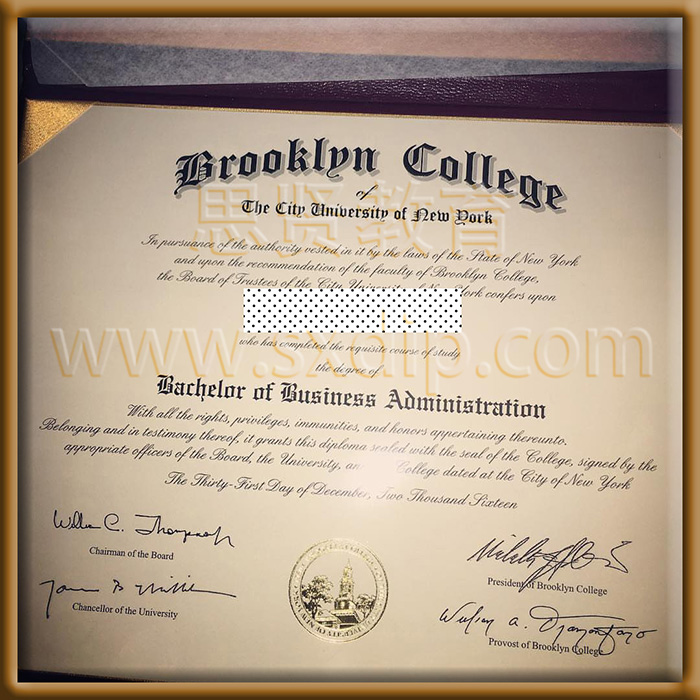 Brooklyn College
of
The City University of New York
思贤教育
In pursuance of the authority vested in it by the laws of the State of New York
and upon the recommendation of the faculty of Brooklyn College,
the Board of Trustees of the City University of New York confers upon
www.sxdip.com
who has completed the requisite course of study
the degree of
Bachelor of Business Administration
With all the rights, privileges, immunities, and honors appertaining thereunto.
Belonging and in testimony thereof, it grants this diploma sealed with the seal of the College, signed by the
appropriate officers of the Board, the University, an College dated at the City of New York
The Thirty-First Day of December, Two Thousand Sixteen
Chairman of the Board
President of Brooklyn College
Chancellor of the University
Provost of Brooklyn College